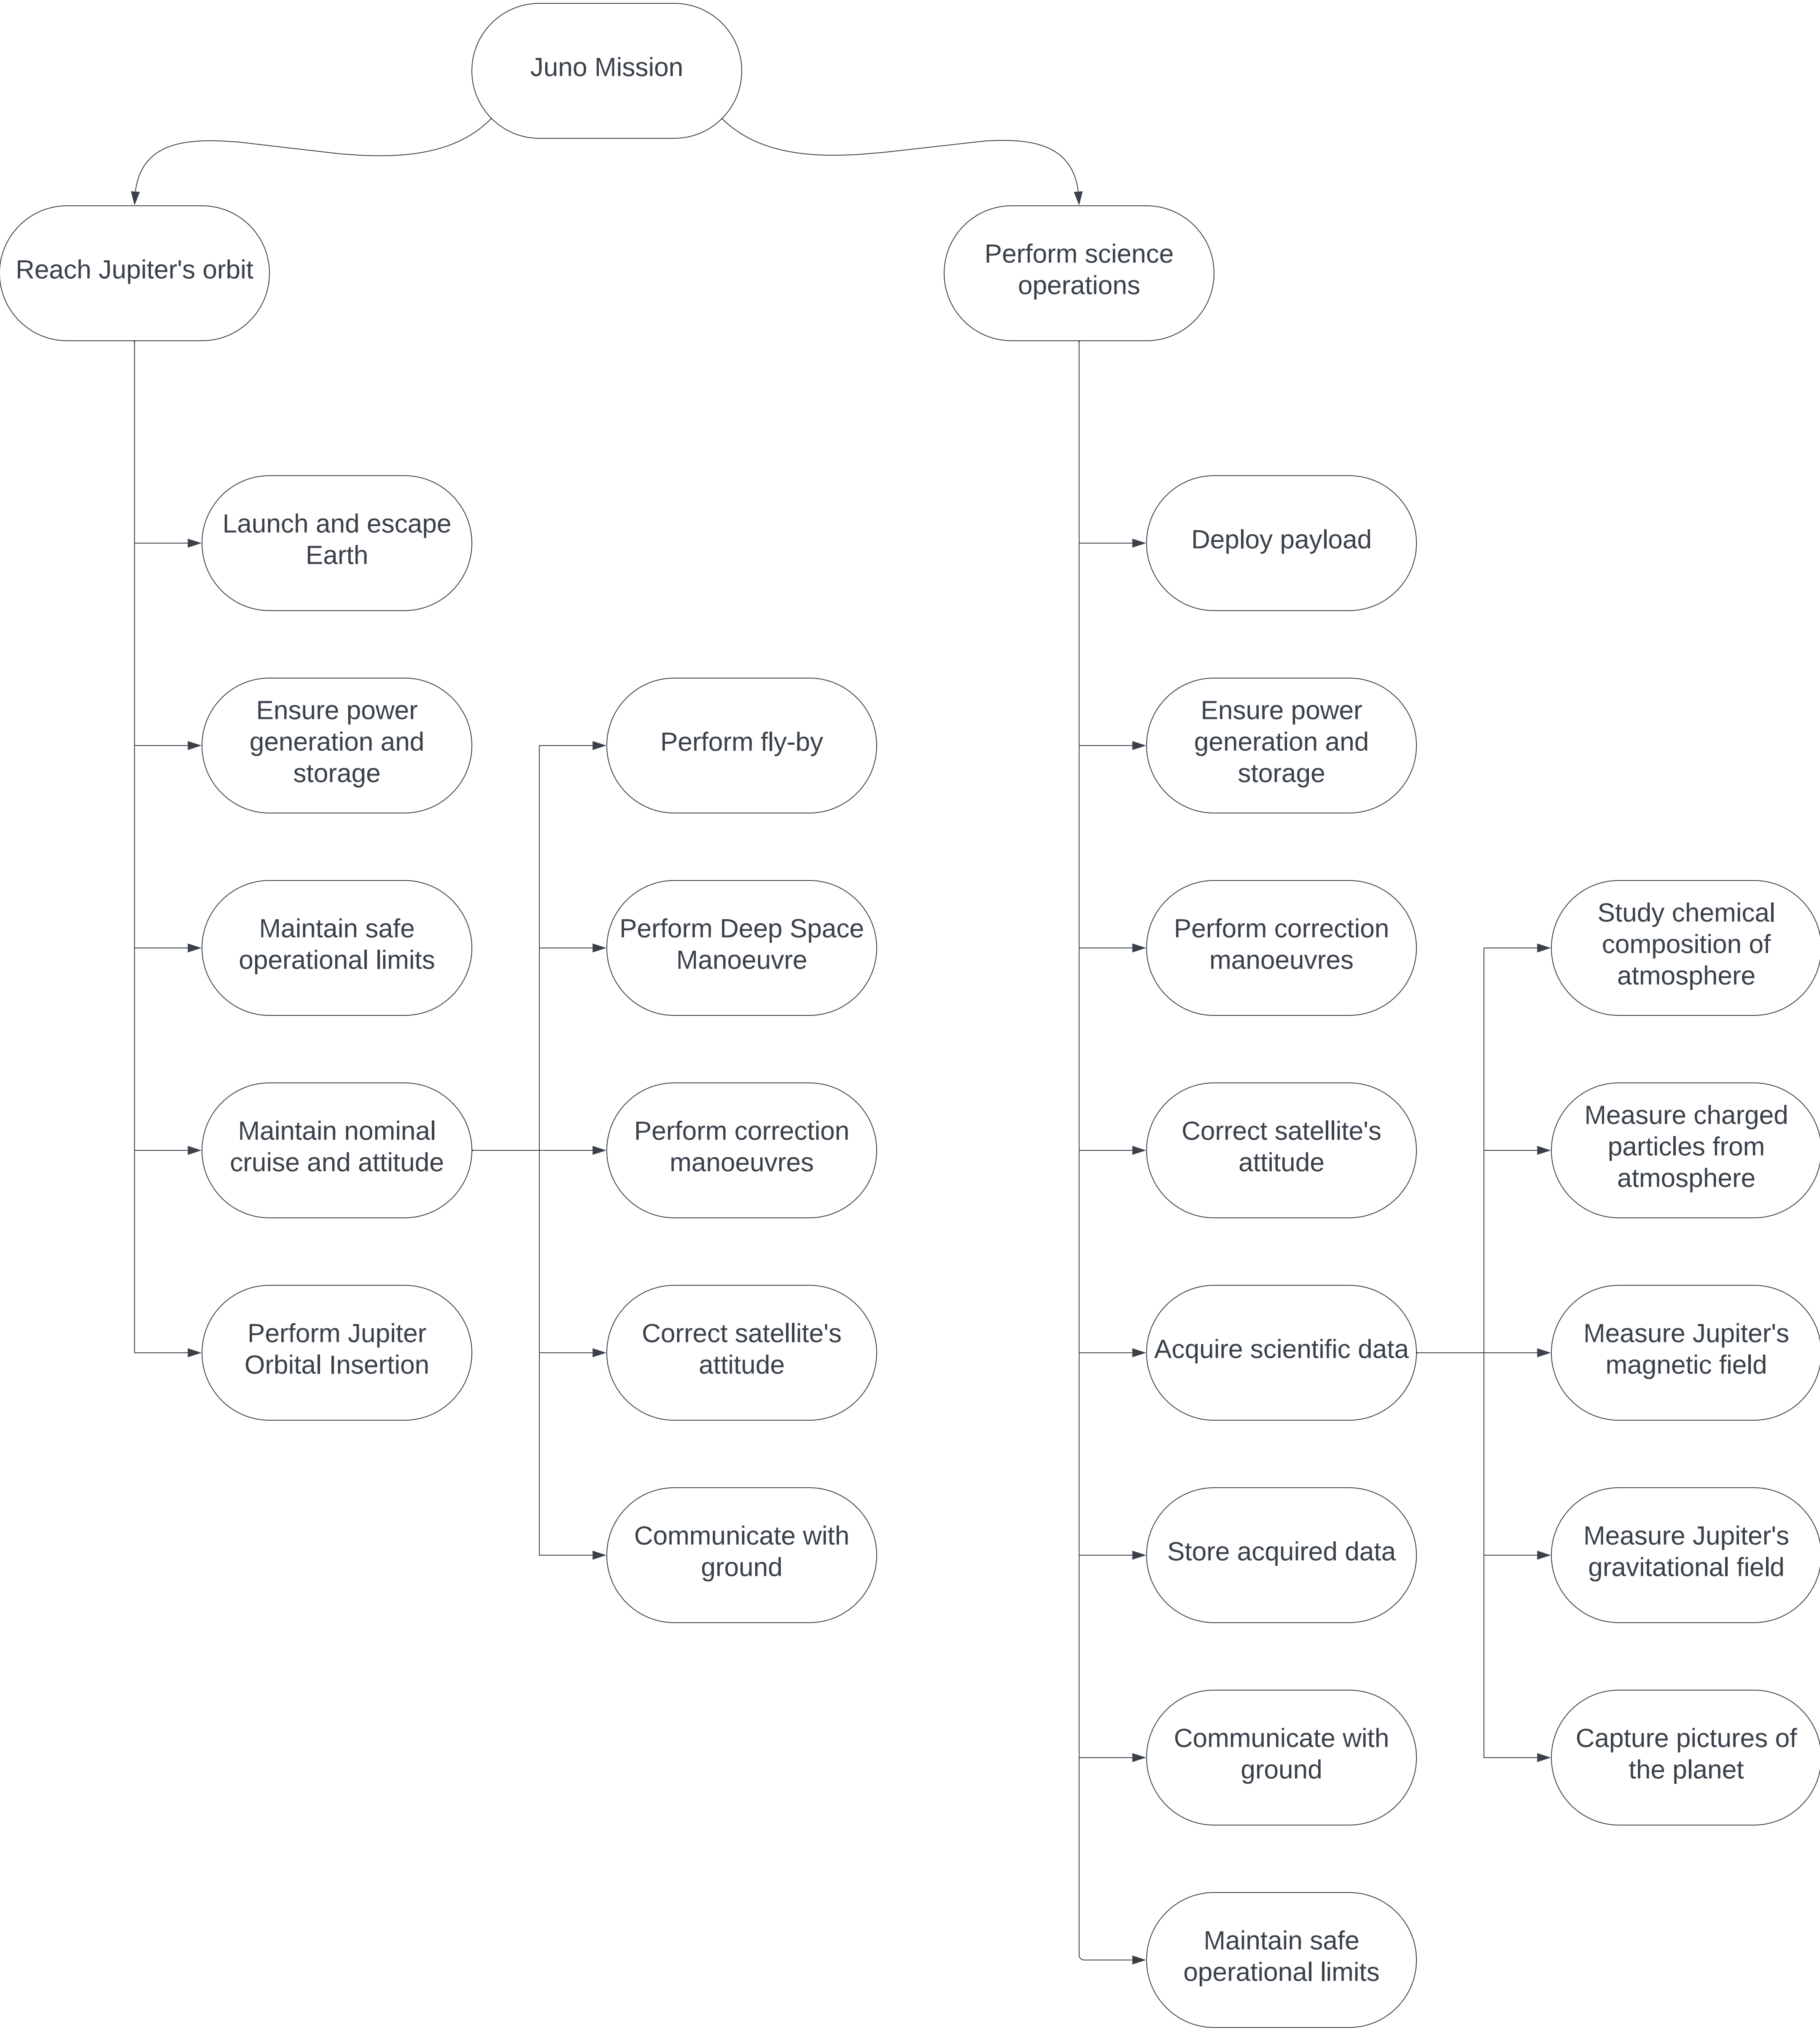 Juno Mission
Reach Jupiter's orbit
Perform science
operations
Launch and escape
Earth
Deploy payload
Ensure power
generation and
storage
Perform fly-by
Ensure power
generation and
storage
Maintain safe
operational limits
Perform Deep Space
Manoeuvre
Perform correction
manoeuvres
Study chemical
composition of
atmosphere
Maintain nominal
cruise and attitude
Perform correction
manoeuvres
Correct satellite's
attitude
Measure charged
particles from
atmosphere
Perform Jupiter
Orbital Insertion
Correct satellite's
attitude
Acquire scientific data
Measure Jupiter's
magnetic field
Communicate with
ground
Store acquired data
Measure Jupiter's
gravitational field
Communicate with
ground
Capture pictures of
the planet
Maintain safe
operational limits